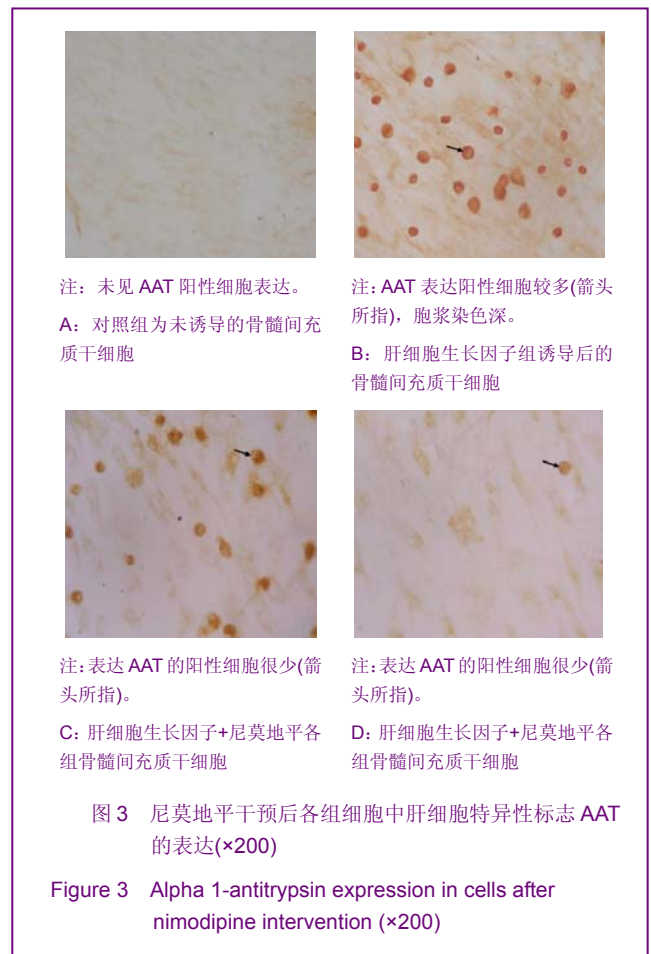 注：未见 AAT 阳性细胞表达。
A：对照组为未诱导的骨髓间充
质干细胞
注：AAT 表达阳性细胞较多(箭头
所指)，胞浆染色深。
B：肝细胞生长因子组诱导后的
骨髓间充质干细胞
注：表达 AAT 的阳性细胞很少(箭
头所指)。
C：肝细胞生长因子+尼莫地平各
组骨髓间充质干细胞
注：表达 AAT 的阳性细胞很少(箭
头所指)。
D：肝细胞生长因子+尼莫地平各
组骨髓间充质干细胞
图 3 尼莫地平干预后各组细胞中肝细胞特异性标志 AAT
的表达(×200)
Figure 3 Alpha 1-antitrypsin expression in cells after
nimodipine intervention (×200)